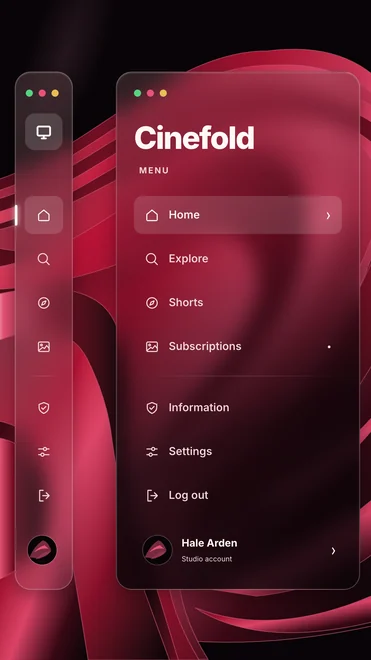 Cinefold
MENU
Home
Explore
Shorts
Subscriptions
Information
Settings
Log out
Hale Arden
Studio account